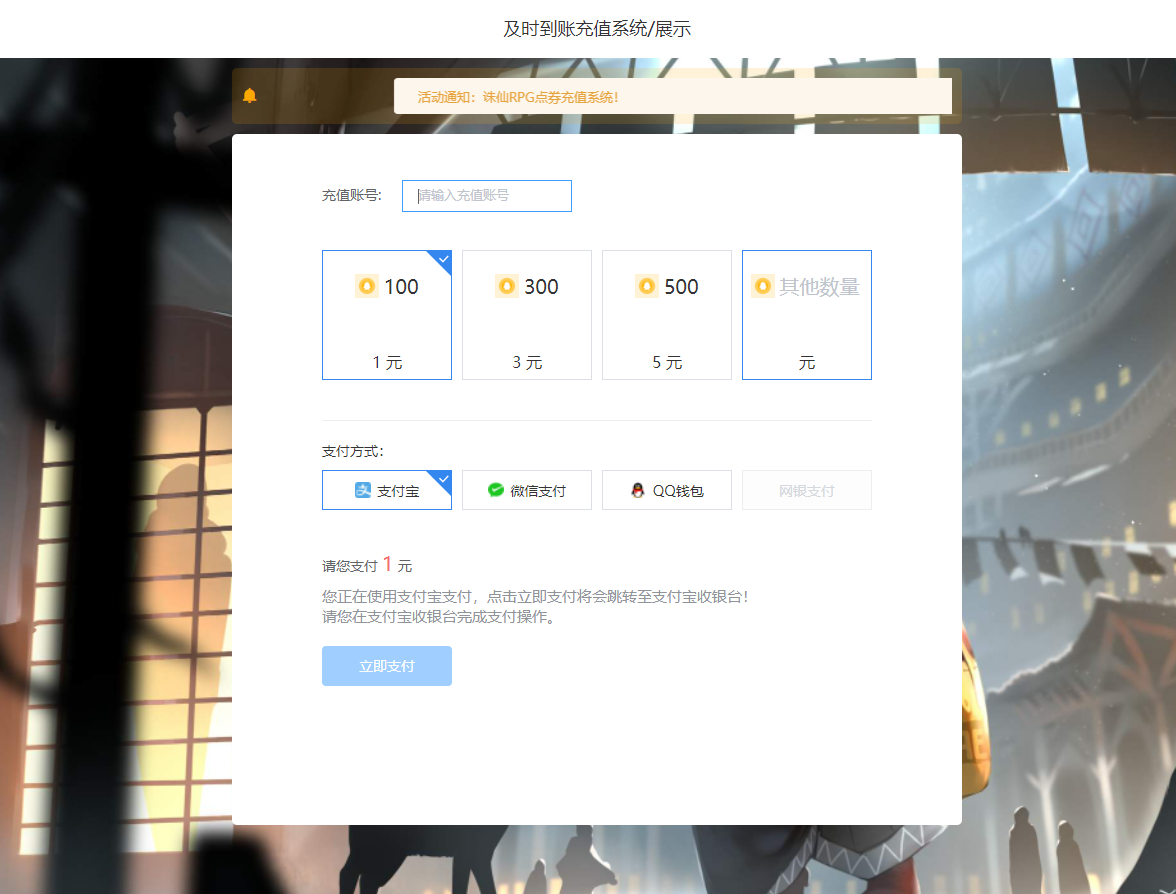 及时到账充值系统/展示
活动通知：诛仙RPG点券充值系统！
充值账号:
请输入充值账号
100
300
500
其他数量
1 元
3 元
5 元
元
支付方式:
支付宝
微信支付
QQ钱包
网银支付
请您支付 1 元
您正在使用支付宝支付，点击立即支付将会跳转至支付宝收银台！
请您在支付宝收银台完成支付操作。
立即支付